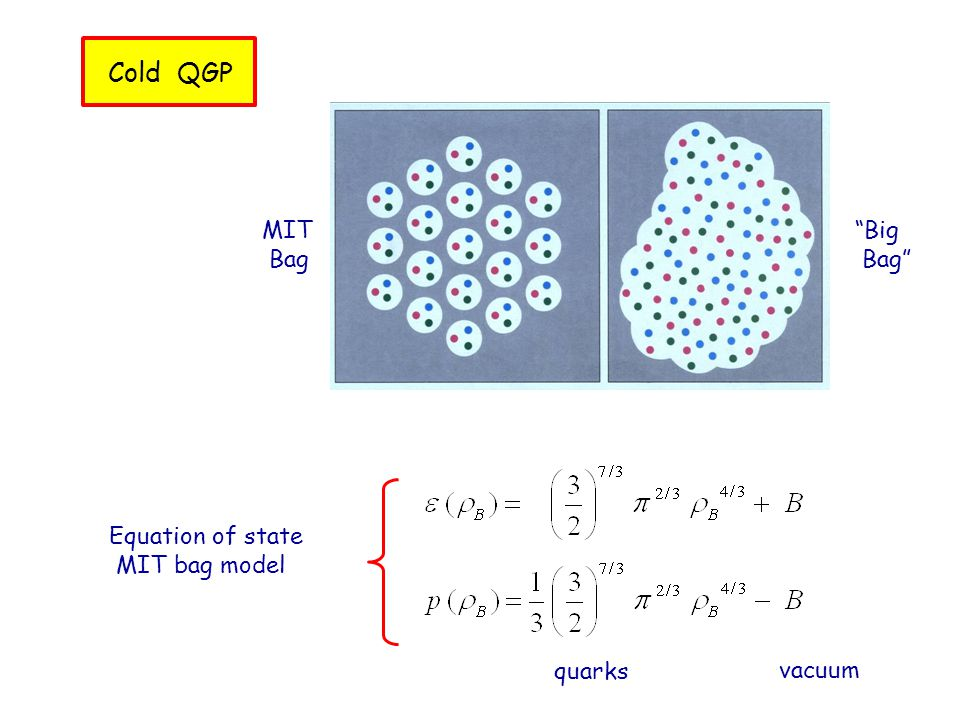 Cold QGP
MIT
Bag
“Big
Bag”
Equation of state
MIT bag model
ε(ρ_B) = (3/2)^{7/3} π^{2/3} ρ_B^{4/3} + B
p(ρ_B) = 1/3 (3/2)^{7/3} π^{2/3} ρ_B^{4/3} − B
quarks vacuum